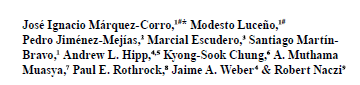 José Ignacio Márquez-Corro,¹#* Modesto Luceño,¹#
Pedro Jiménez-Mejías,² Marcial Escudero,³ Santiago Martín-
Bravo,¹ Andrew L. Hipp,⁴,⁵ Kyong-Sook Chung,⁶ A. Muthama
Muasya,⁷ Paul E. Rothrock,⁸ Jaime A. Weber⁴ & Robert Naczi⁹